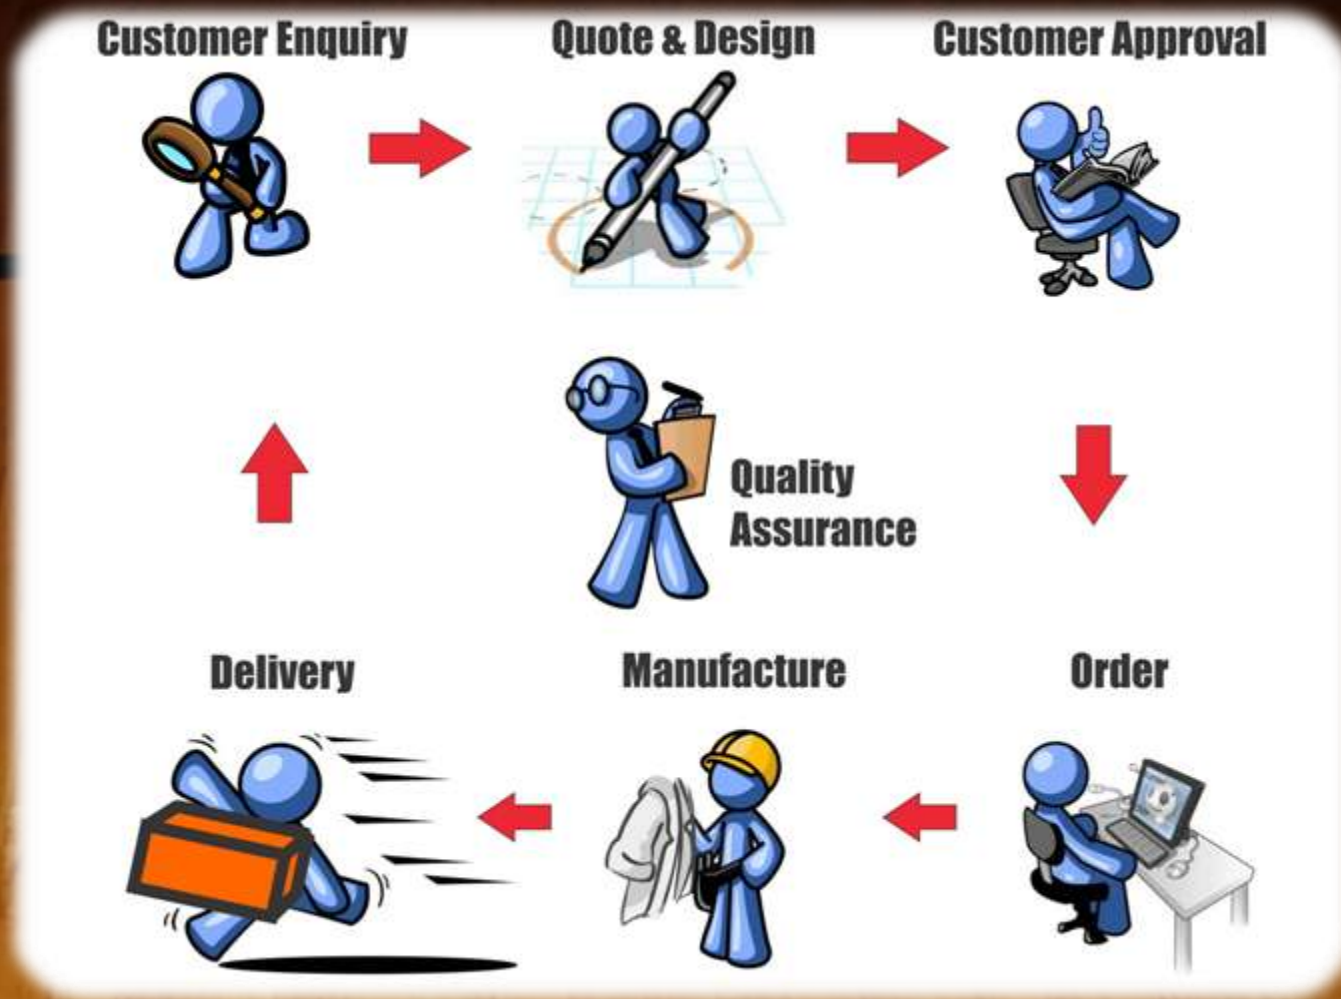 Customer Enquiry
Quote & Design
Customer Approval
Quality
Assurance
Delivery
Manufacture
Order